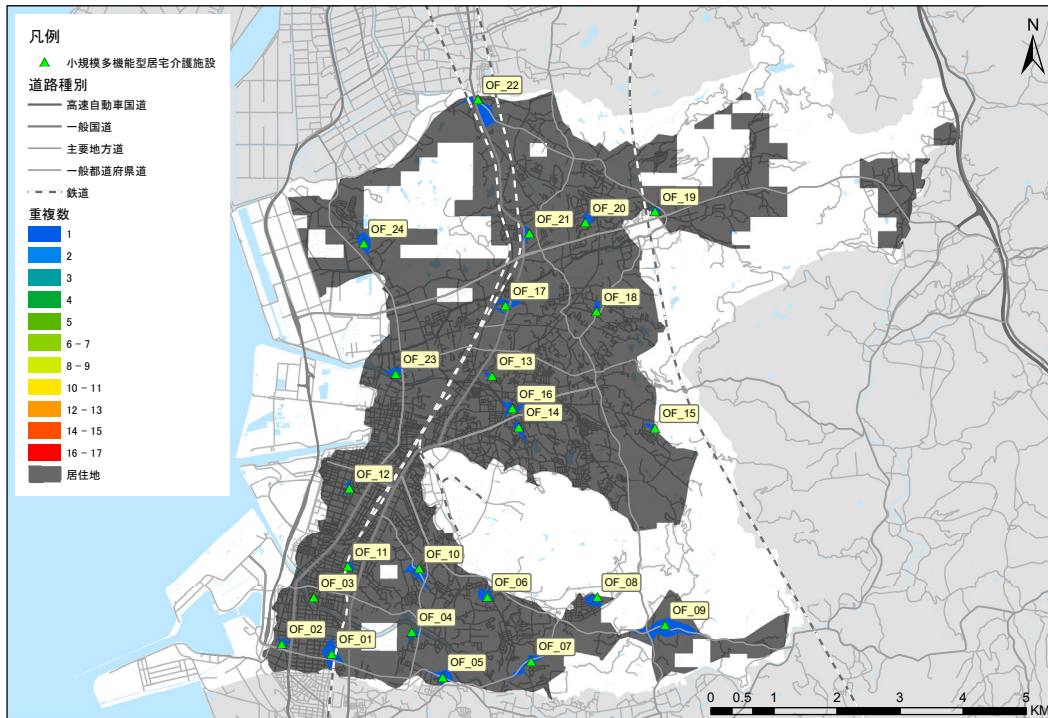 凡例
小規模多機能型居宅介護施設
道路種別
高速自動車国道
一般国道
主要地方道
一般都道府県道
鉄道
重複数
1
2
3
4
5
6 - 7
8 - 9
10 - 11
12 - 13
14 - 15
16 - 17
居住地
N
OF_22
OF_19
OF_20
OF_21
OF_24
OF_17
OF_18
OF_23
OF_13
OF_16
OF_14
OF_15
OF_12
OF_11
OF_10
OF_06
OF_08
OF_03
OF_09
OF_04
OF_02
OF_01
OF_07
OF_05
0 0.5 1 2 3 4 5
KM